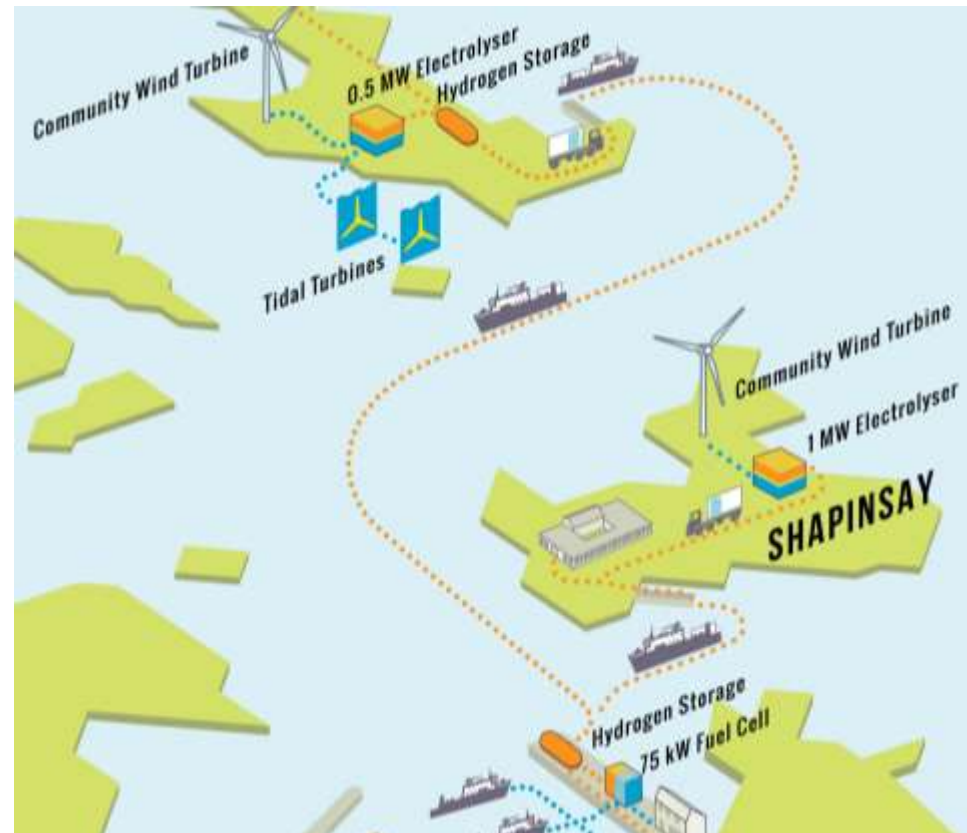 Community Wind Turbine
0.5 MW Electrolyser
Hydrogen Storage
Tidal Turbines
Community Wind Turbine
1 MW Electrolyser
SHAPINSAY
Hydrogen Storage
75 kW Fuel Cell